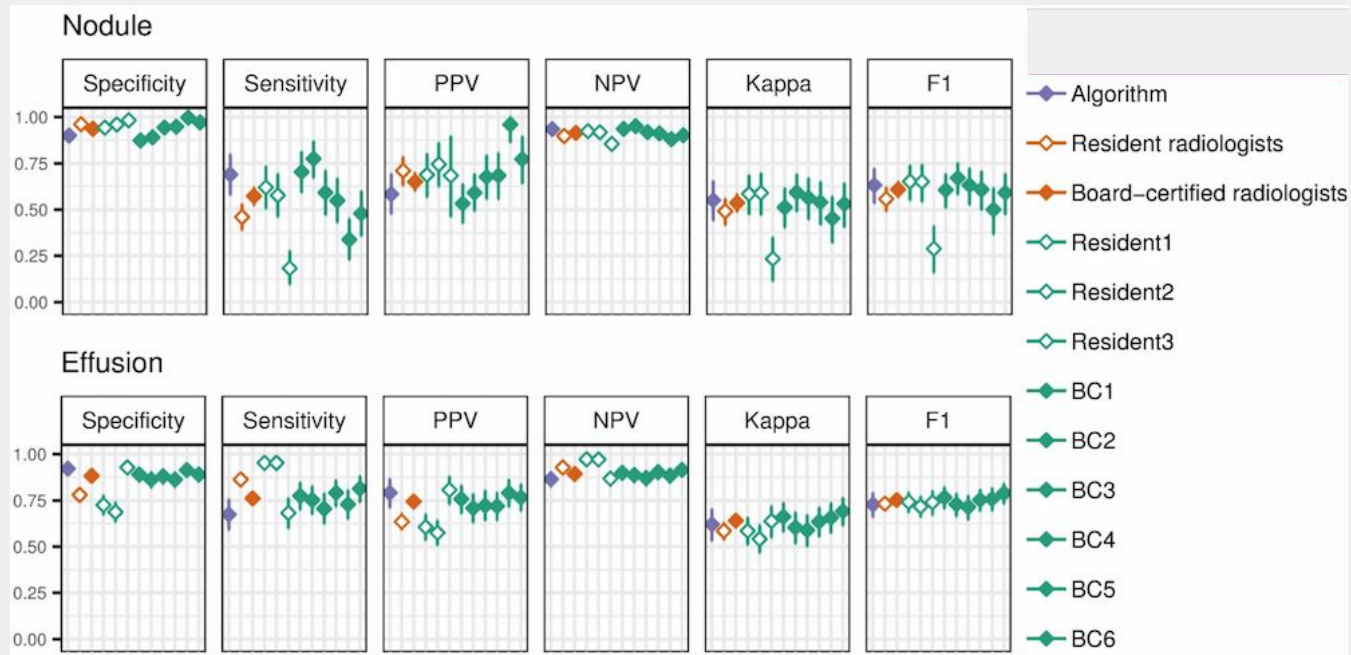 Nodule
Specificity Sensitivity PPV NPV Kappa F1
1.00
0.75
0.50
0.25
0.00
Effusion
Specificity Sensitivity PPV NPV Kappa F1
1.00
0.75
0.50
0.25
0.00
Algorithm
Resident radiologists
Board−certified radiologists
Resident1
Resident2
Resident3
BC1
BC2
BC3
BC4
BC5
BC6